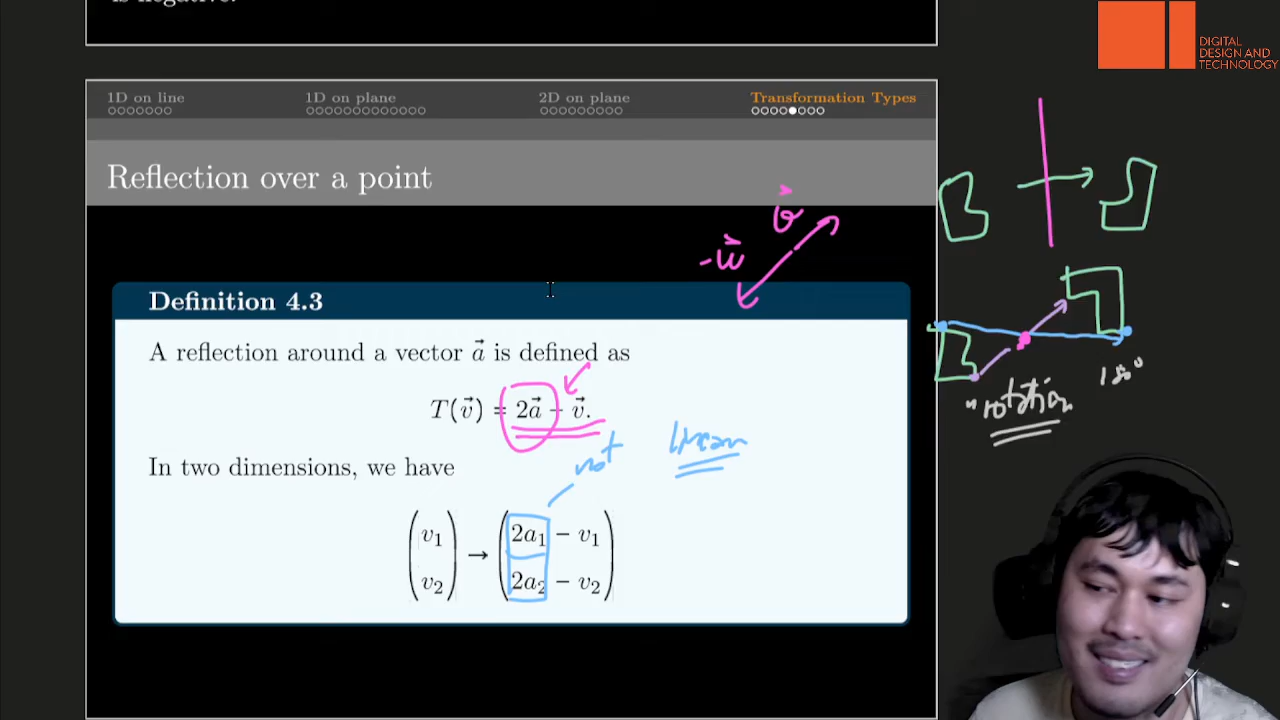 is negative.
DIGITAL
DESIGN AND
TECHNOLOGY
1D on line 1D on plane 2D on plane Transformation Types
Reflection over a point
Definition 4.3
A reflection around a vector a⃗ is defined as
T(v⃗) = 2a⃗ − v⃗.
In two dimensions, we have
(v₁ v₂) → (2a₁ − v₁ 2a₂ − v₂)
not linear
"rotation 180°